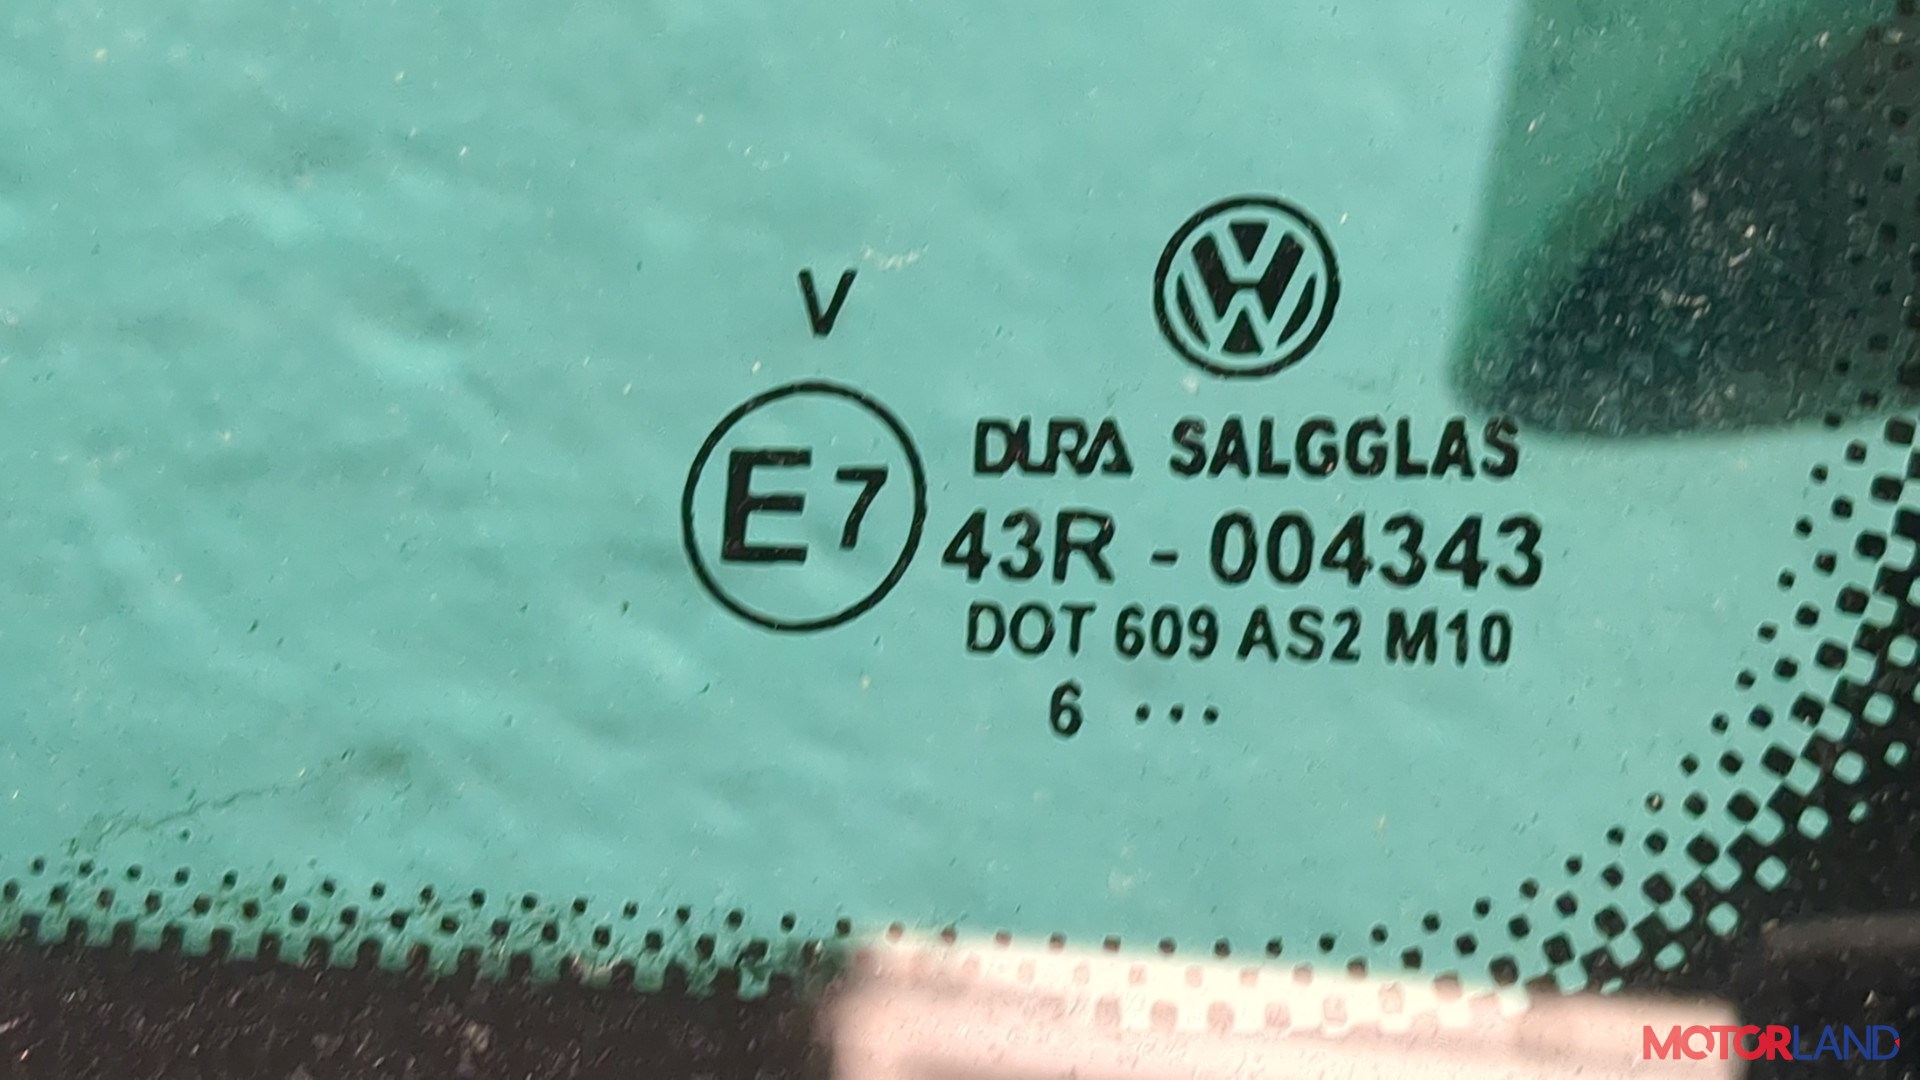 V
E7
DURA SALGGLAS
43R - 004343
DOT 609 AS2 M10
6 ...
MOTORLAND